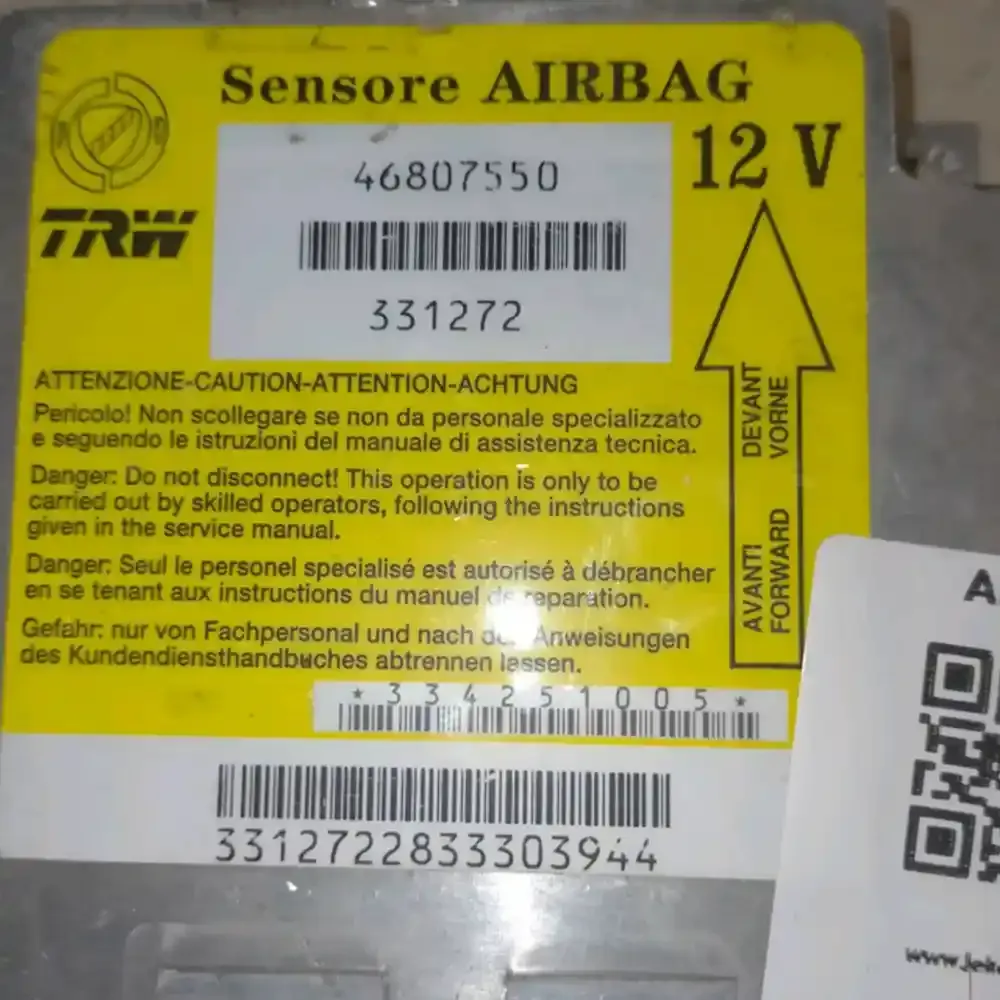 Sensore AIRBAG
12 V
46807550
TRW
331272
ATTENZIONE-CAUTION-ATTENTION-ACHTUNG
Pericolo! Non scollegare se non da personale specializzato
e seguendo le istruzioni del manuale di assistenza tecnica.
Danger: Do not disconnect! This operation is only to be
carried out by skilled operators, following the instructions
given in the service manual.
Danger: Seul le personel specialisé est autorisé à débrancher
en se tenant aux instructions du manuel de reparation.
Gefahr: nur von Fachpersonal und nach Anweisungen
des Kundendiensthandbuches abtrennen lassen.
DEVANT
VORNE
AVANTI
FORWARD
*334251005*
3312722833303944
A
www.